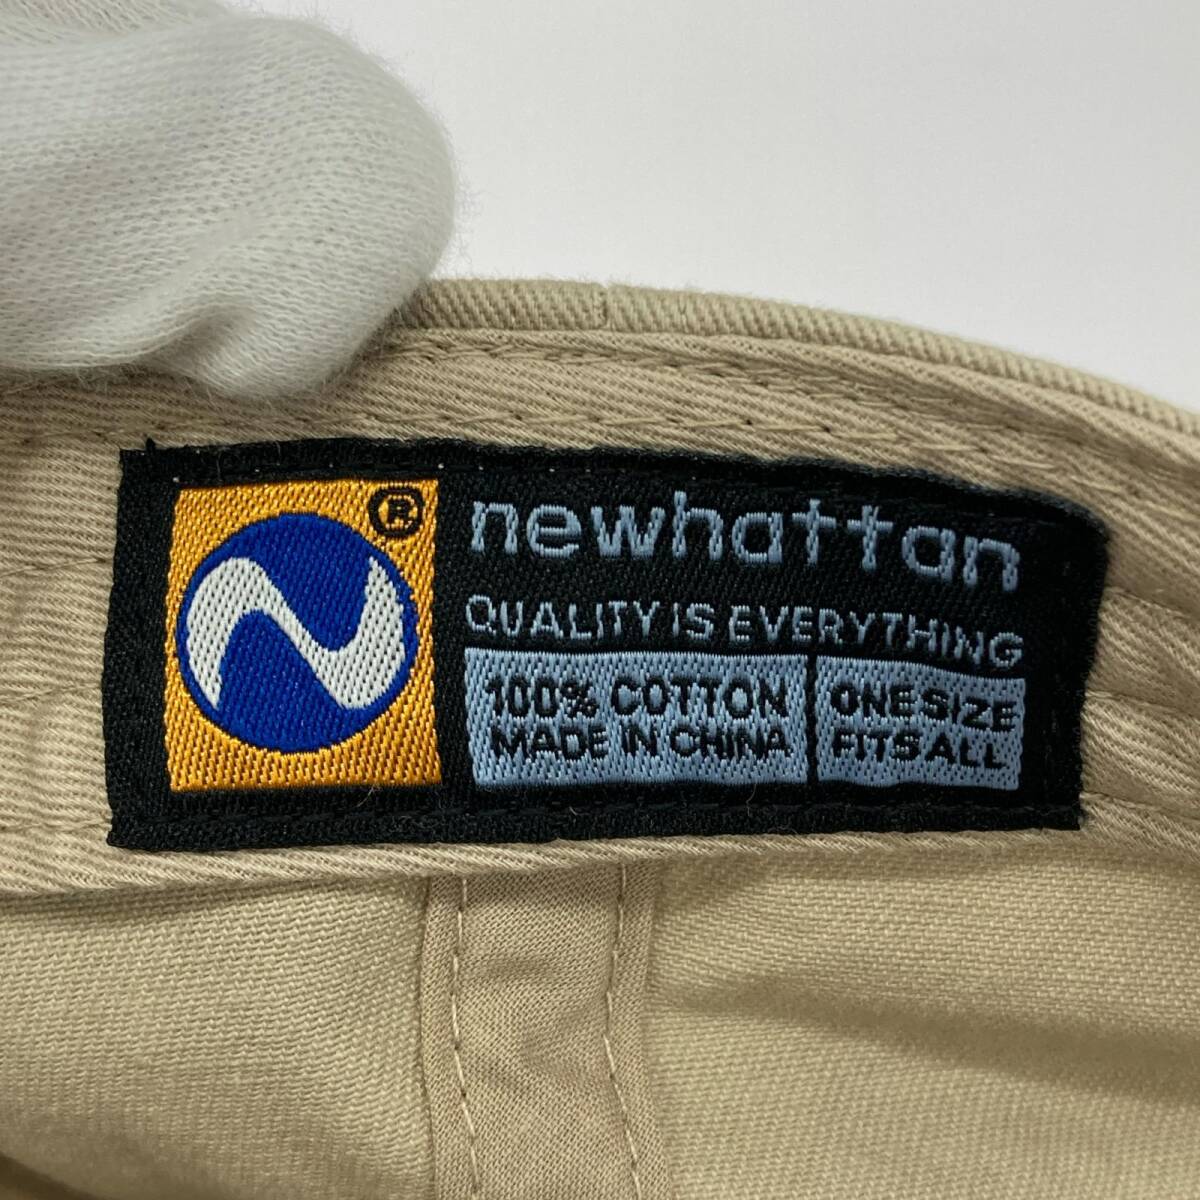 ®
newhattan
QUALITY IS EVERYTHING
100% COTTON
MADE IN CHINA
ONE SIZE
FITS ALL